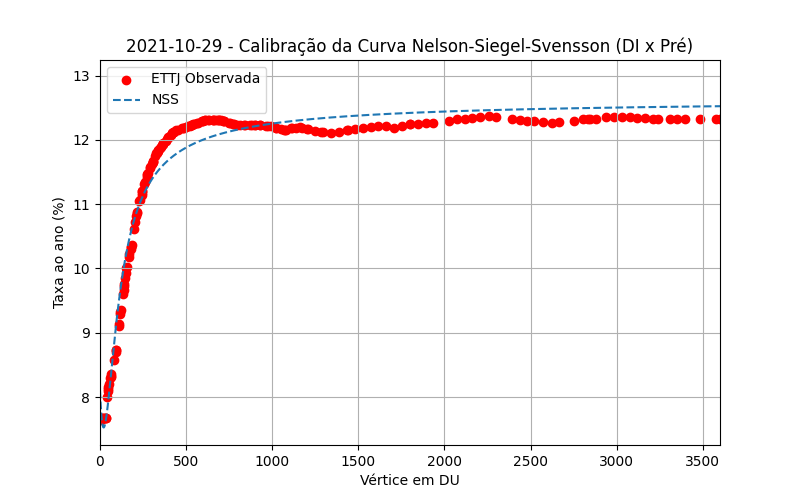 2021-10-29 - Calibração da Curva Nelson-Siegel-Svensson (DI x Pré)
ETTJ Observada
NSS
Taxa ao ano (%)
13
12
11
10
9
8
0 500 1000 1500 2000 2500 3000 3500
Vértice em DU